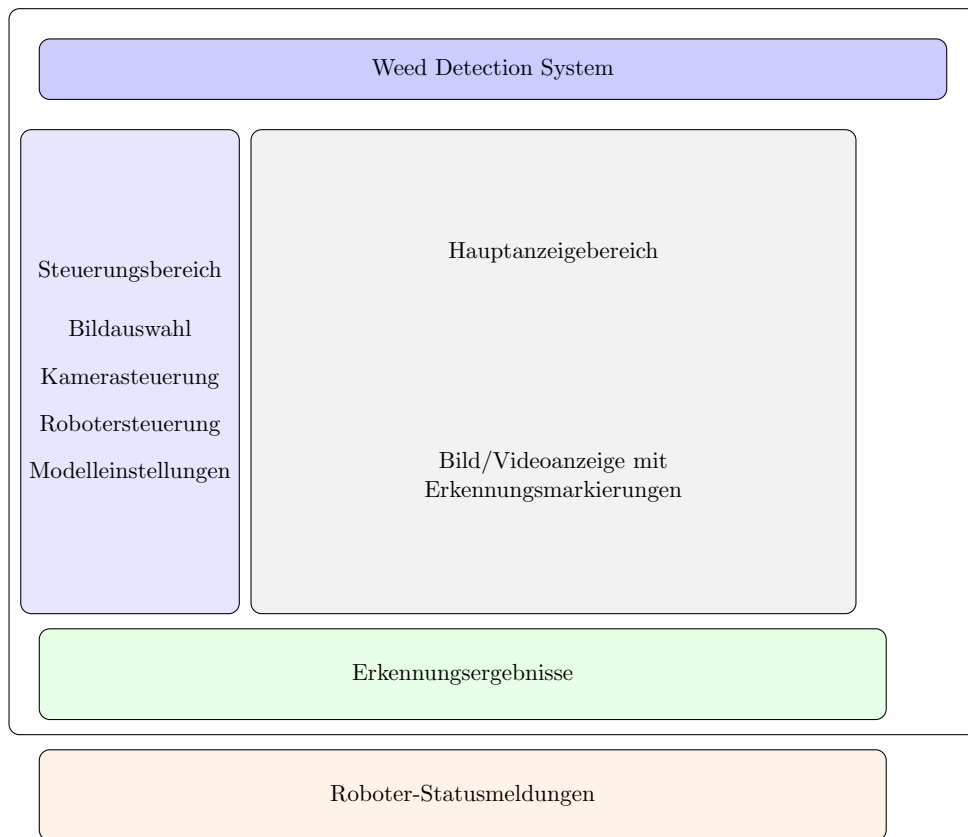 Weed Detection System
Steuerungsbereich
Bildauswahl
Kamerasteuerung
Robotersteuerung
Modelleinstellungen
Hauptanzeigebereich
Bild/Videoanzeige mit
Erkennungsmarkierungen
Erkennungsergebnisse
Roboter-Statusmeldungen